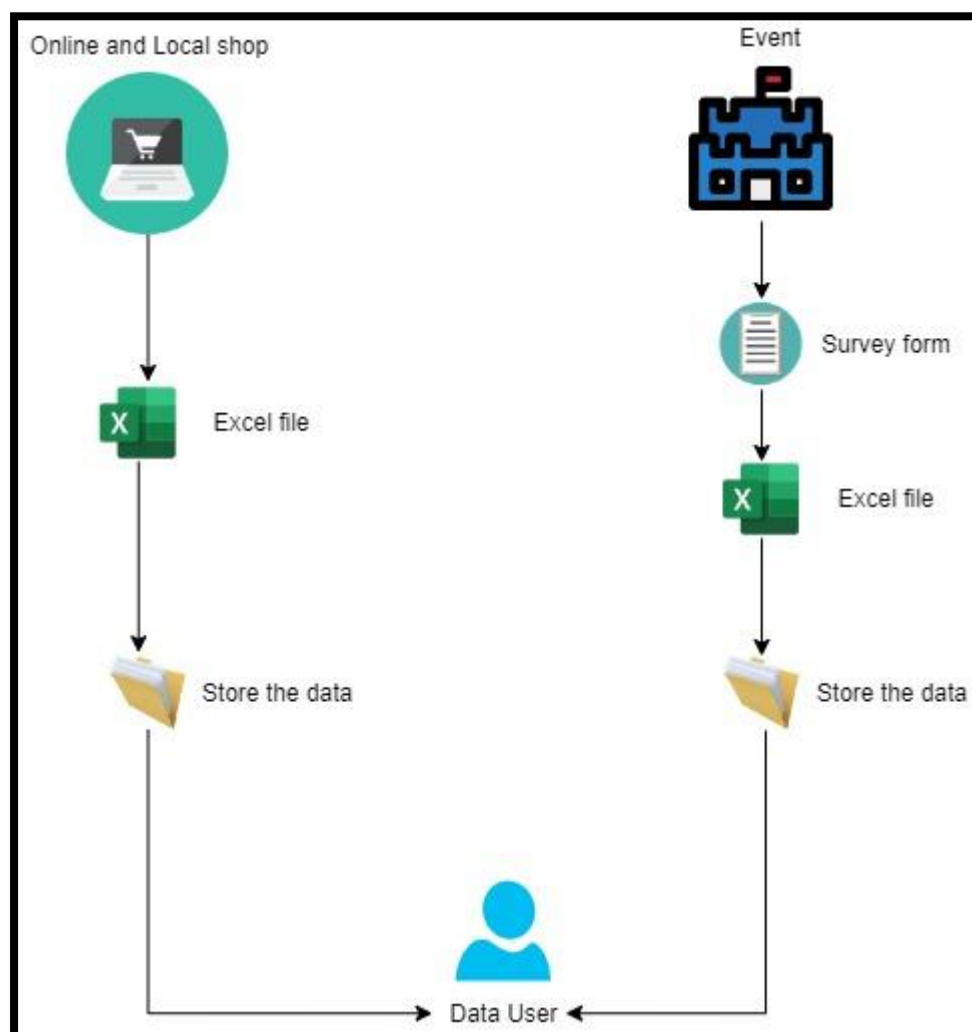 Online and Local shop
Event
Survey form
X
Excel file
X
Excel file
Store the data
Store the data
Data User